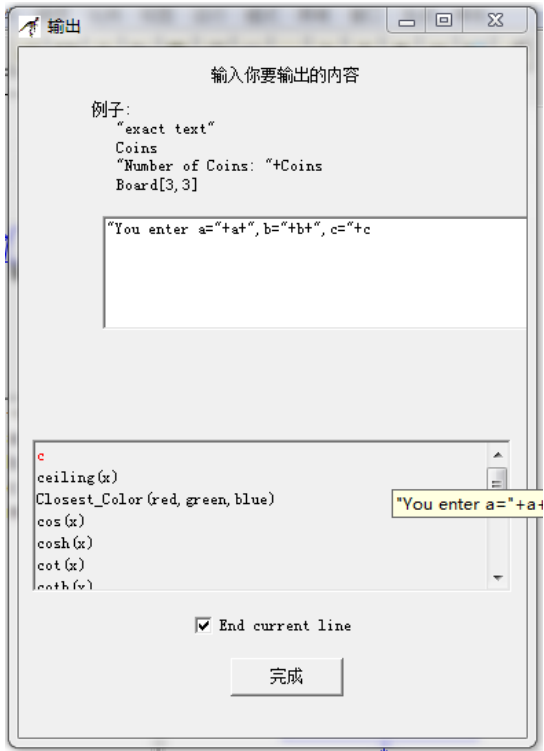 输出
输入你要输出的内容
例子:
"exact text"
Coins
"Number of Coins: "+Coins
Board[3,3]
"You enter a="+a+",b="+b+",c="+c
c
ceiling(x)
Closest_Color(red,green,blue)
cos(x)
cosh(x)
cot(x)
coth(x)
"You enter a="+a+
End current line
完成